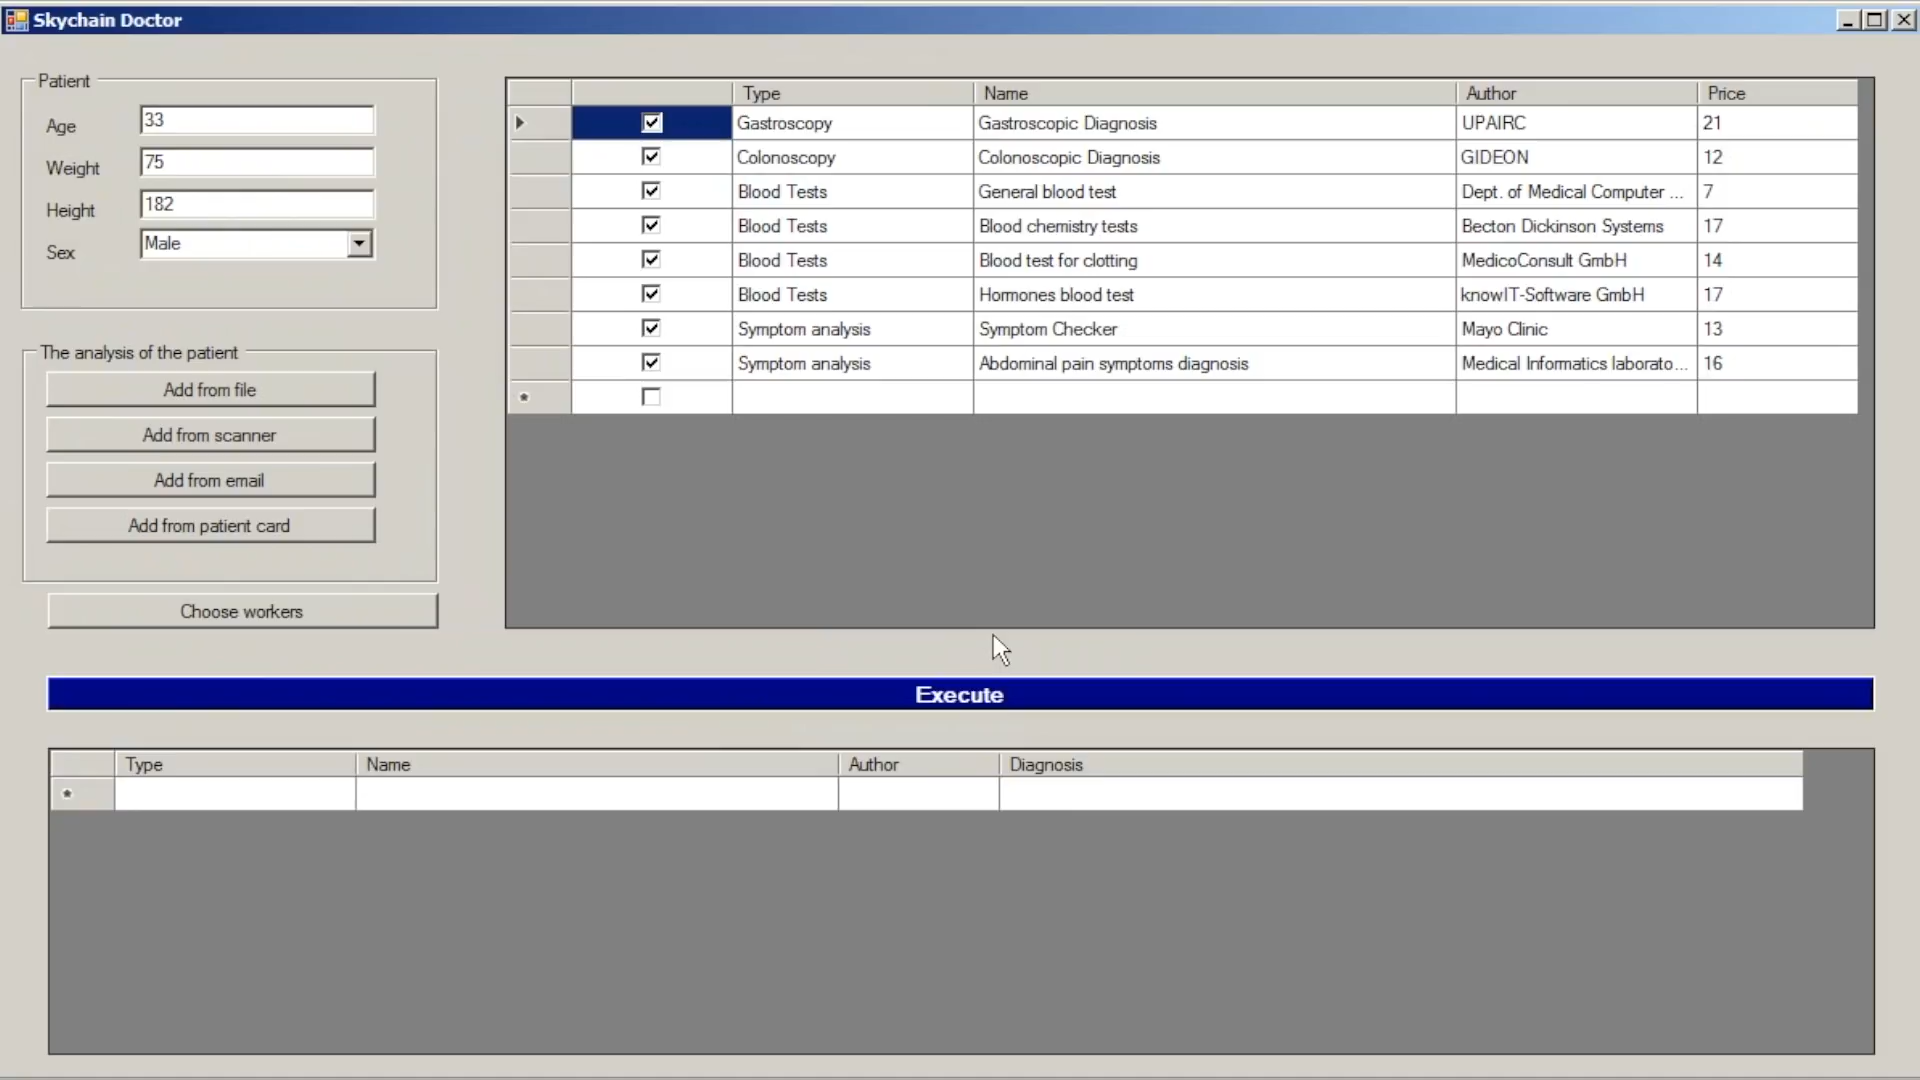 Skychain Doctor
Patient
Age 33
Weight 75
Height 182
Sex Male
The analysis of the patient
Add from file
Add from scanner
Add from email
Add from patient card
Choose workers
Type Name Author Price
Gastroscopy Gastroscopic Diagnosis UPAIRC 21
Colonoscopy Colonoscopic Diagnosis GIDEON 12
Blood Tests General blood test Dept. of Medical Computer ... 7
Blood Tests Blood chemistry tests Becton Dickinson Systems 17
Blood Tests Blood test for clotting MedicoConsult GmbH 14
Blood Tests Hormones blood test knowIT-Software GmbH 17
Symptom analysis Symptom Checker Mayo Clinic 13
Symptom analysis Abdominal pain symptoms diagnosis Medical Informatics laborato... 16
Execute
Type Name Author Diagnosis